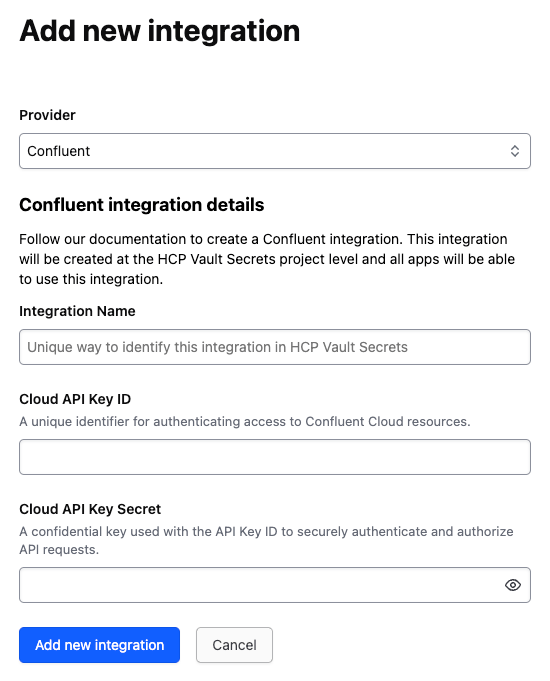 Add new integration
Provider
Confluent
Confluent integration details
Follow our documentation to create a Confluent integration. This integration
will be created at the HCP Vault Secrets project level and all apps will be able
to use this integration.
Integration Name
Unique way to identify this integration in HCP Vault Secrets
Cloud API Key ID
A unique identifier for authenticating access to Confluent Cloud resources.
Cloud API Key Secret
A confidential key used with the API Key ID to securely authenticate and authorize
API requests.
Add new integration
Cancel